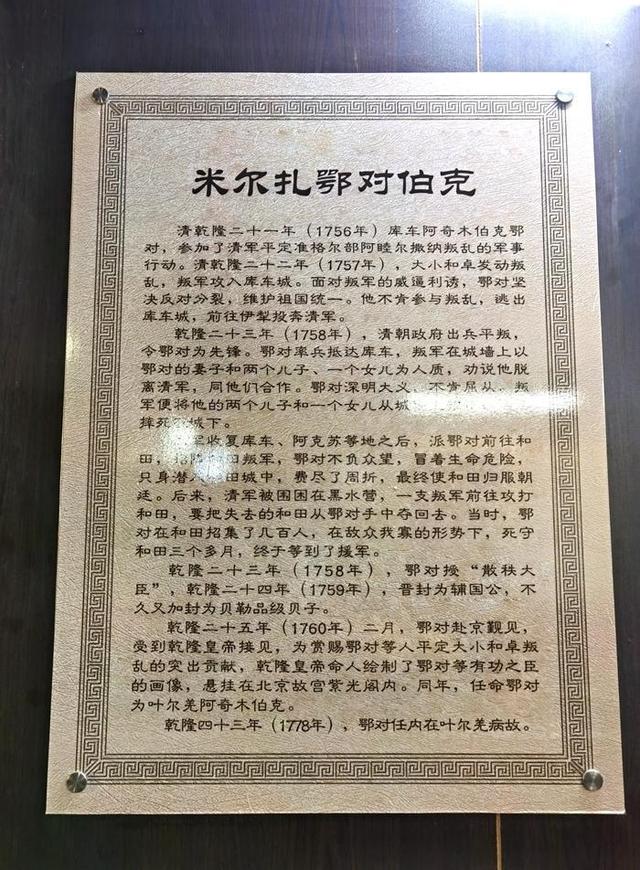 米尔扎鄂对伯克
清乾隆二十一年（1756年）库车阿奇木伯克鄂
对，参加了清军平定准格尔部阿睦尔撒纳叛乱的军事
行动。清乾隆二十二年（1757年），大小和卓发动叛
乱，叛军攻入库车城。面对叛军的威逼利诱，鄂对坚
决反对分裂，维护祖国统一。他不肯参与叛乱，逃出
库车城，前往伊犁投奔清军。
乾隆二十三年（1758年），清朝政府出兵平叛，
令鄂对为先锋。鄂对率兵抵达库车，叛军在城墙上以
鄂对的妻子和两个儿子、一个女儿为人质，劝说他脱
离清军，同他们合作。鄂对深明大义，不肯屈从，叛
军便将他的两个儿子和一个女儿从城
摔死 城下。
军收复库车、阿克苏等地之后，派鄂对前往和
田，招 田叛军，鄂对不负众望，冒着生命危险，
只身潜 田城中，费尽了周折，最终使和田归服朝
廷。后来，清军被围困在黑水营，一支叛军前往攻打
和田，要把失去的和田从鄂对手中夺回去。当时，鄂
对在和田招集了几百人，在敌众我寡的形势下，死守
和田三个多月，终于等到了援军。
乾隆二十三年（1758年），鄂对授“散秩大
臣”，乾隆二十四年（1759年），晋封为辅国公，不
久又加封为贝勒品级贝子。
乾隆二十五年（1760年）二月，鄂对赴京觐见，
受到乾隆皇帝接见，为赏赐鄂对等人平定大小和卓叛
乱的突出贡献，乾隆皇帝命人绘制了鄂对等有功之臣
的画像，悬挂在北京故宫紫光阁内。同年，任命鄂对
为叶尔羌阿奇木伯克。
乾隆四十三年（1778年），鄂对任内在叶尔羌病故。